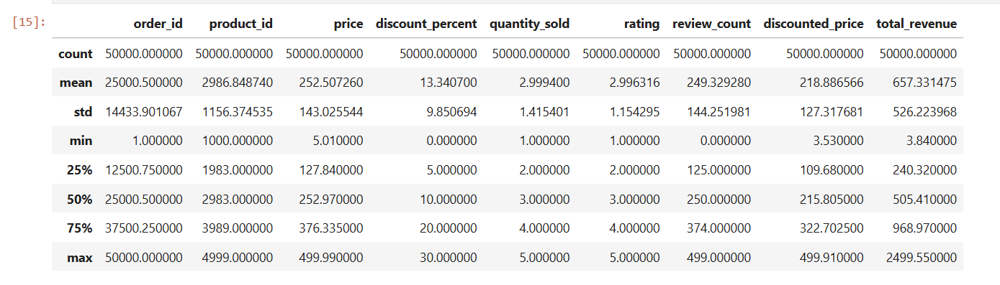 [15]:
order_id product_id price discount_percent quantity_sold rating review_count discounted_price total_revenue
count 50000.000000 50000.000000 50000.000000 50000.000000 50000.000000 50000.000000 50000.000000 50000.000000 50000.000000
mean 25000.500000 2986.848740 252.507260 13.340700 2.999400 2.996316 249.329280 218.886566 657.331475
std 14433.901067 1156.374535 143.025544 9.850694 1.415401 1.154295 144.251981 127.317681 526.223968
min 1.000000 1000.000000 5.010000 0.000000 1.000000 1.000000 0.000000 3.530000 3.840000
25% 12500.750000 1983.000000 127.840000 5.000000 2.000000 2.000000 125.000000 109.680000 240.320000
50% 25000.500000 2983.000000 252.970000 10.000000 3.000000 3.000000 250.000000 215.805000 505.410000
75% 37500.250000 3989.000000 376.335000 20.000000 4.000000 4.000000 374.000000 322.702500 968.970000
max 50000.000000 4999.000000 499.990000 30.000000 5.000000 5.000000 499.000000 499.910000 2499.550000